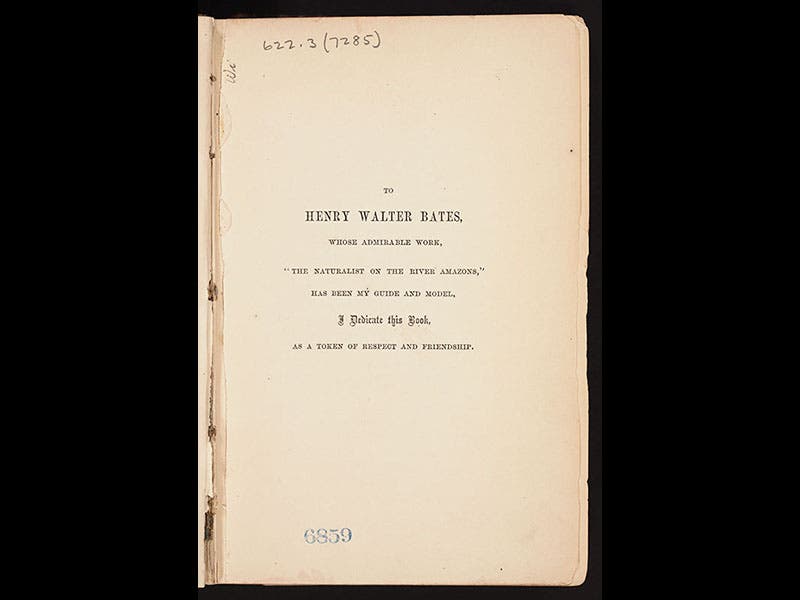 622.3(7285)
TO
HENRY WALTER BATES,
WHOSE ADMIRABLE WORK,
"THE NATURALIST ON THE RIVER AMAZONS,"
HAS BEEN MY GUIDE AND MODEL,
I Dedicate this Book,
AS A TOKEN OF RESPECT AND FRIENDSHIP.
6859